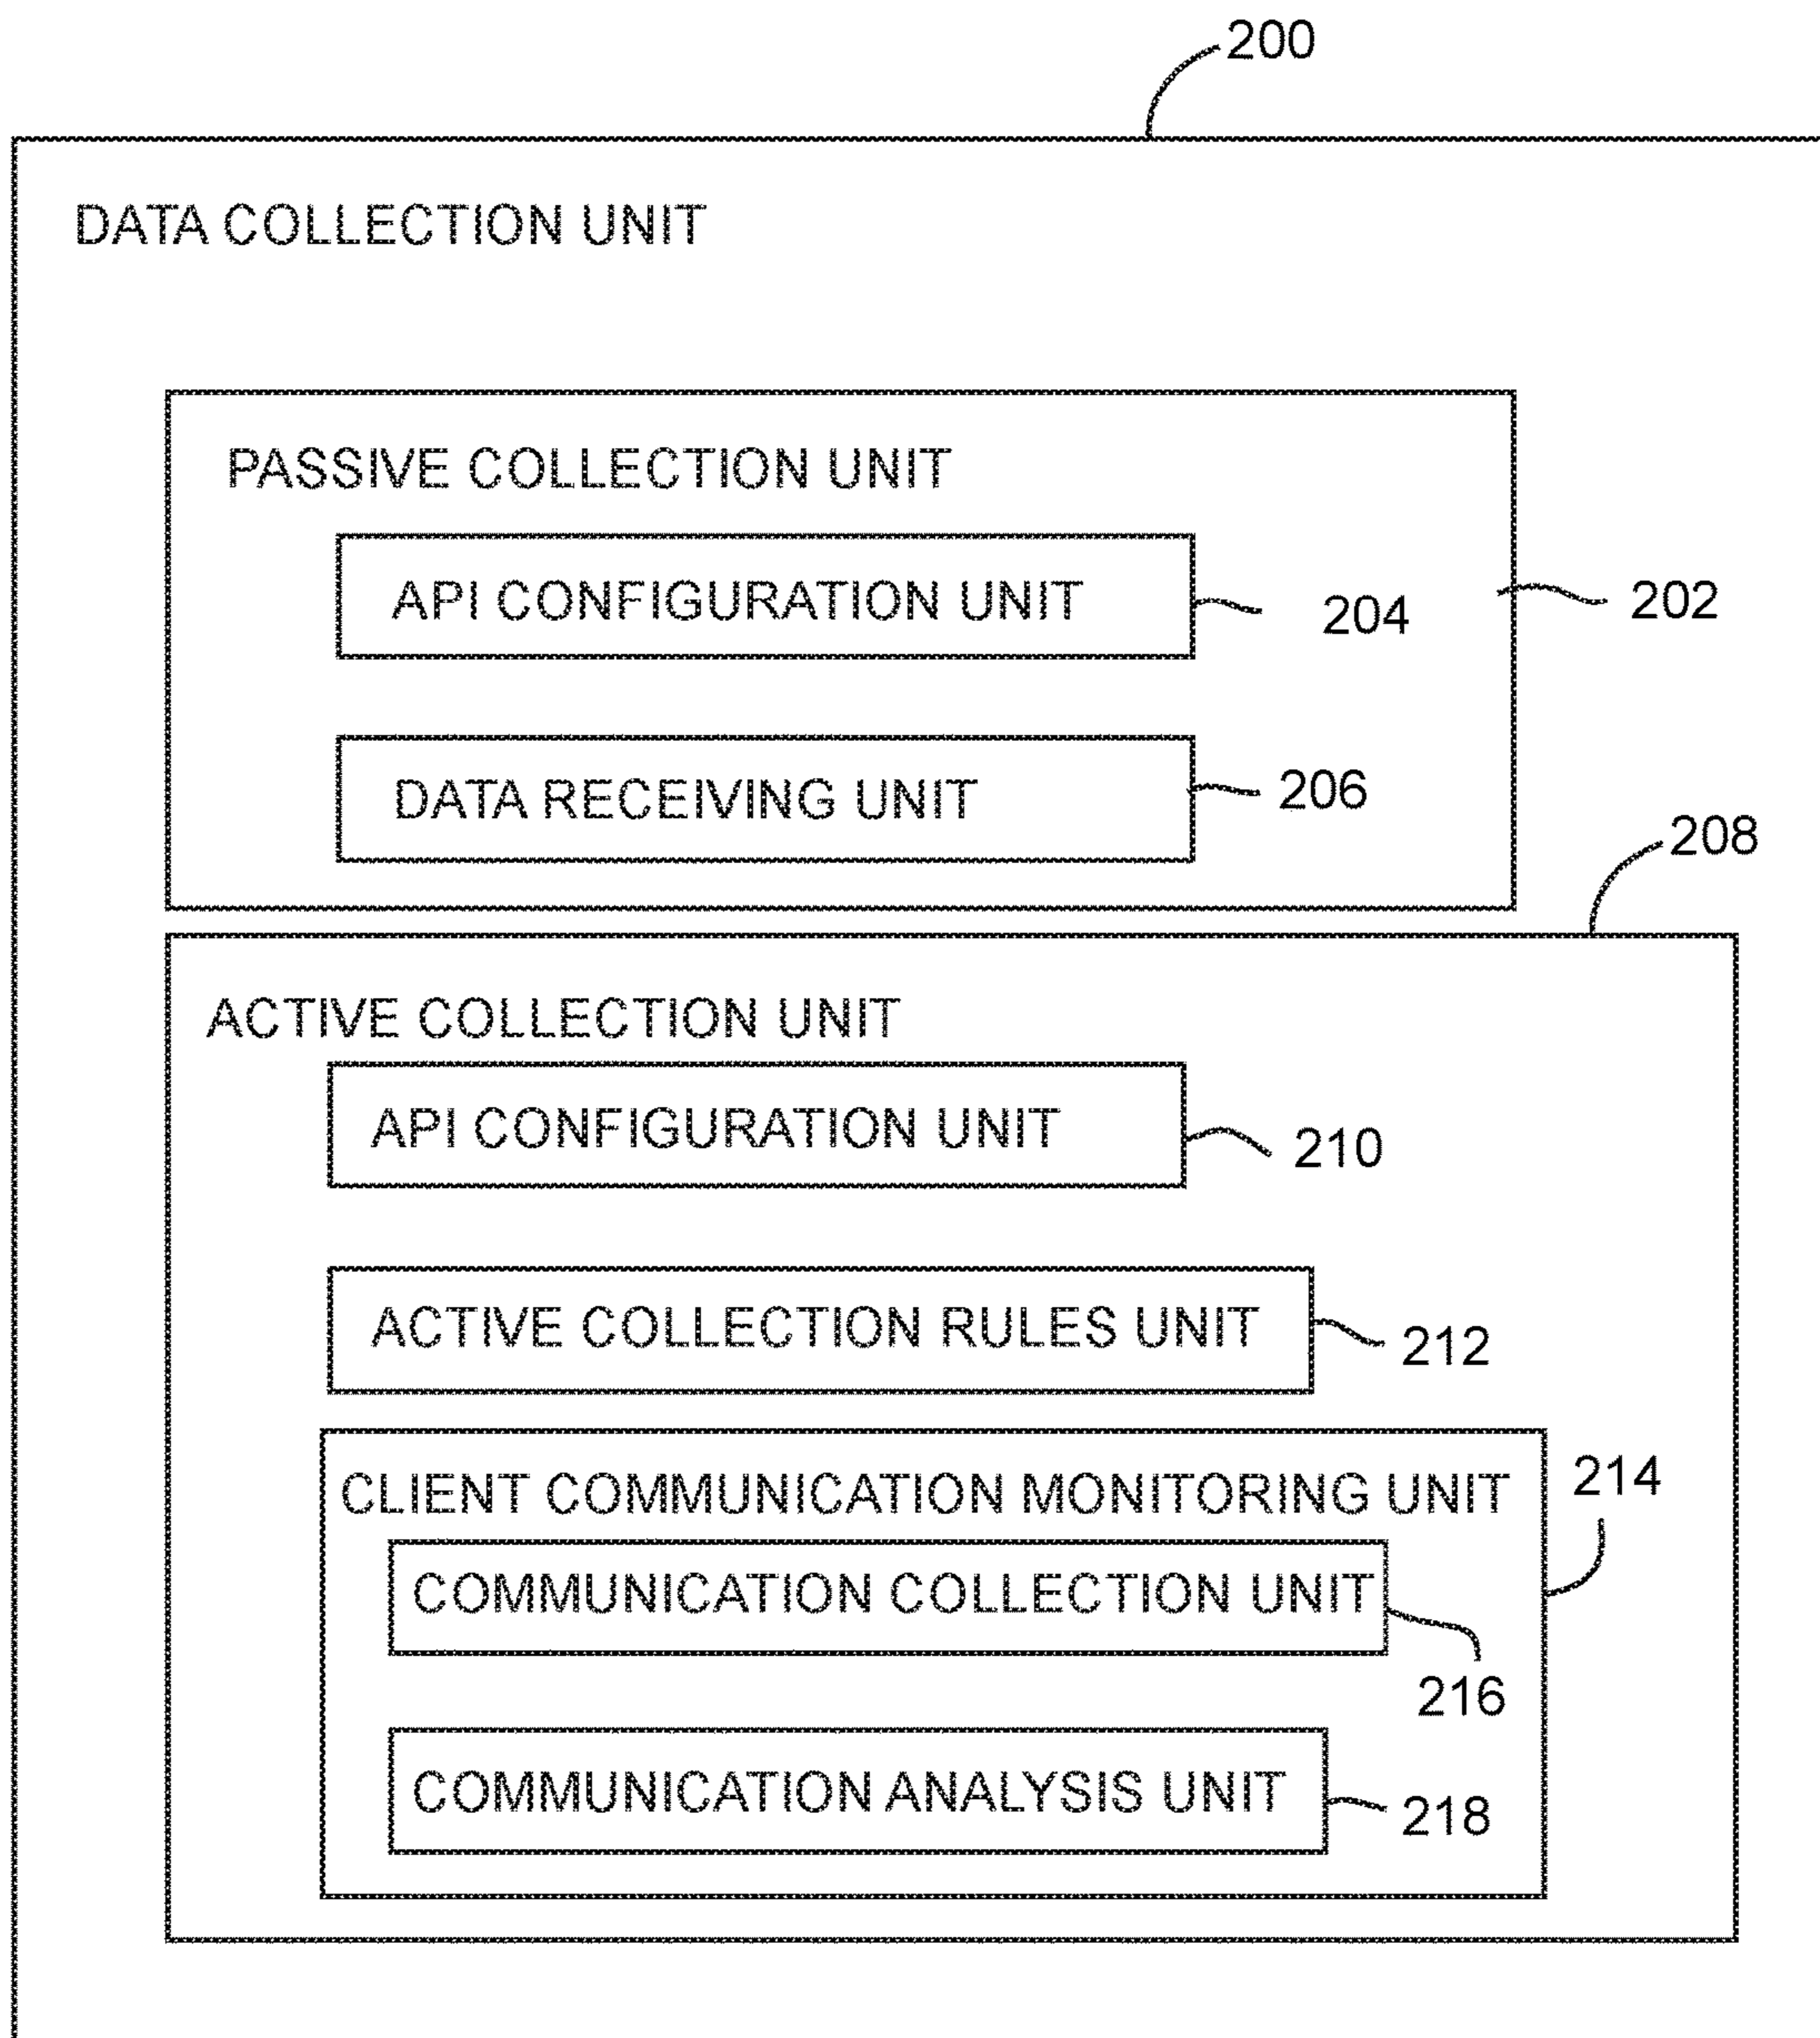 200
DATA COLLECTION UNIT
PASSIVE COLLECTION UNIT
API CONFIGURATION UNIT
204
202
DATA RECEIVING UNIT
206
208
ACTIVE COLLECTION UNIT
API CONFIGURATION UNIT
210
ACTIVE COLLECTION RULES UNIT
212
CLIENT COMMUNICATION MONITORING UNIT
214
COMMUNICATION COLLECTION UNIT
216
COMMUNICATION ANALYSIS UNIT
218